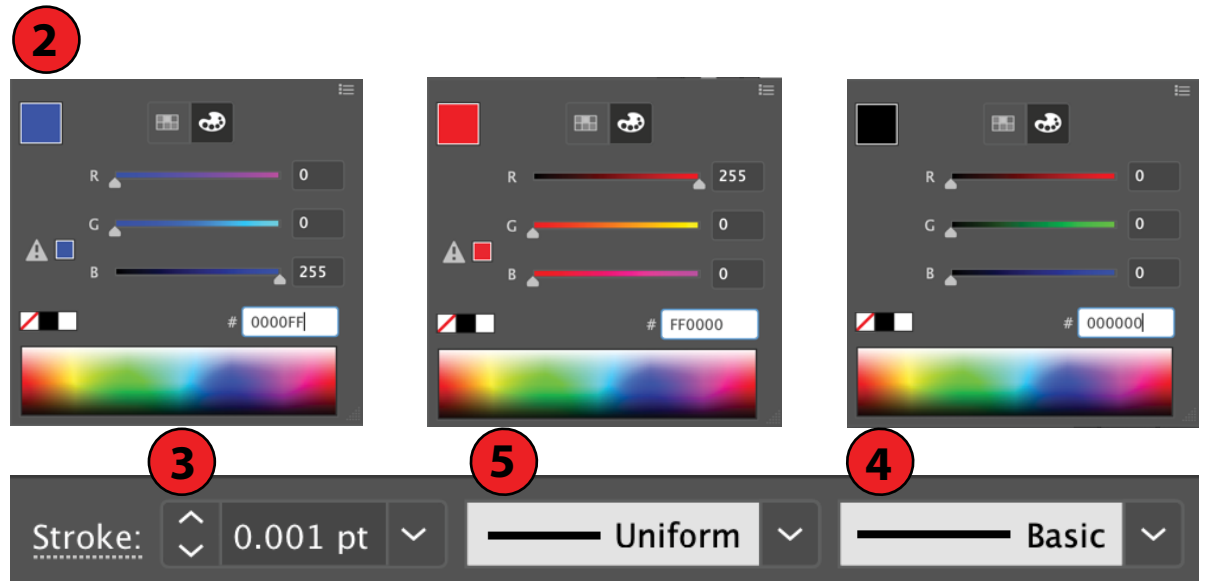 2
R 0
G 0
B 255
# 0000FF
R 255
G 0
B 0
# FF0000
R 0
G 0
B 0
# 000000
3
5
4
Stroke: 0.001 pt Uniform Basic